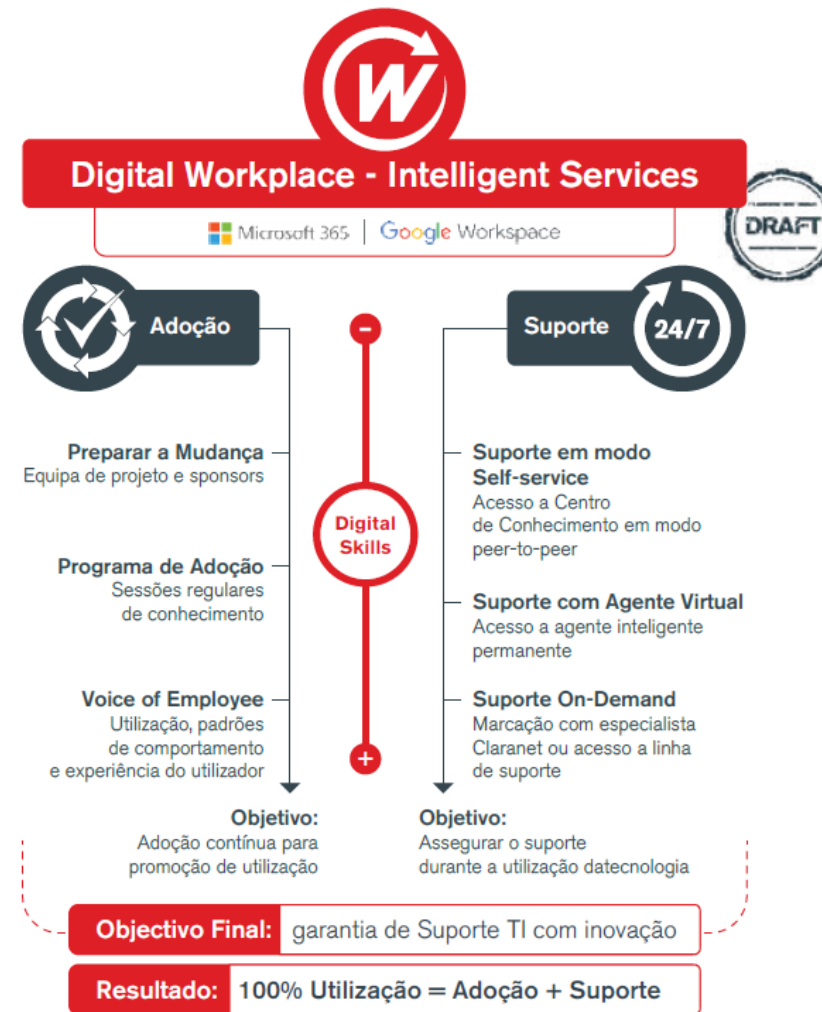 W
Digital Workplace - Intelligent Services
Microsoft 365 | Google Workspace
DRAFT
Adoção
Preparar a Mudança
Equipa de projeto e sponsors
Programa de Adoção
Sessões regulares
de conhecimento
Voice of Employee
Utilização, padrões
de comportamento
e experiência do utilizador
Objetivo:
Adoção contínua para
promoção de utilização
-
Digital
Skills
+
Suporte
24/7
Suporte em modo
Self-service
Acesso a Centro
de Conhecimento em modo
peer-to-peer
Suporte com Agente Virtual
Acesso a agente inteligente
permanente
Suporte On-Demand
Marcação com especialista
Claranet ou acesso a linha
de suporte
Objetivo:
Assegurar o suporte
durante a utilização datecnologia
Objectivo Final: garantia de Suporte TI com inovação
Resultado: 100% Utilização = Adoção + Suporte